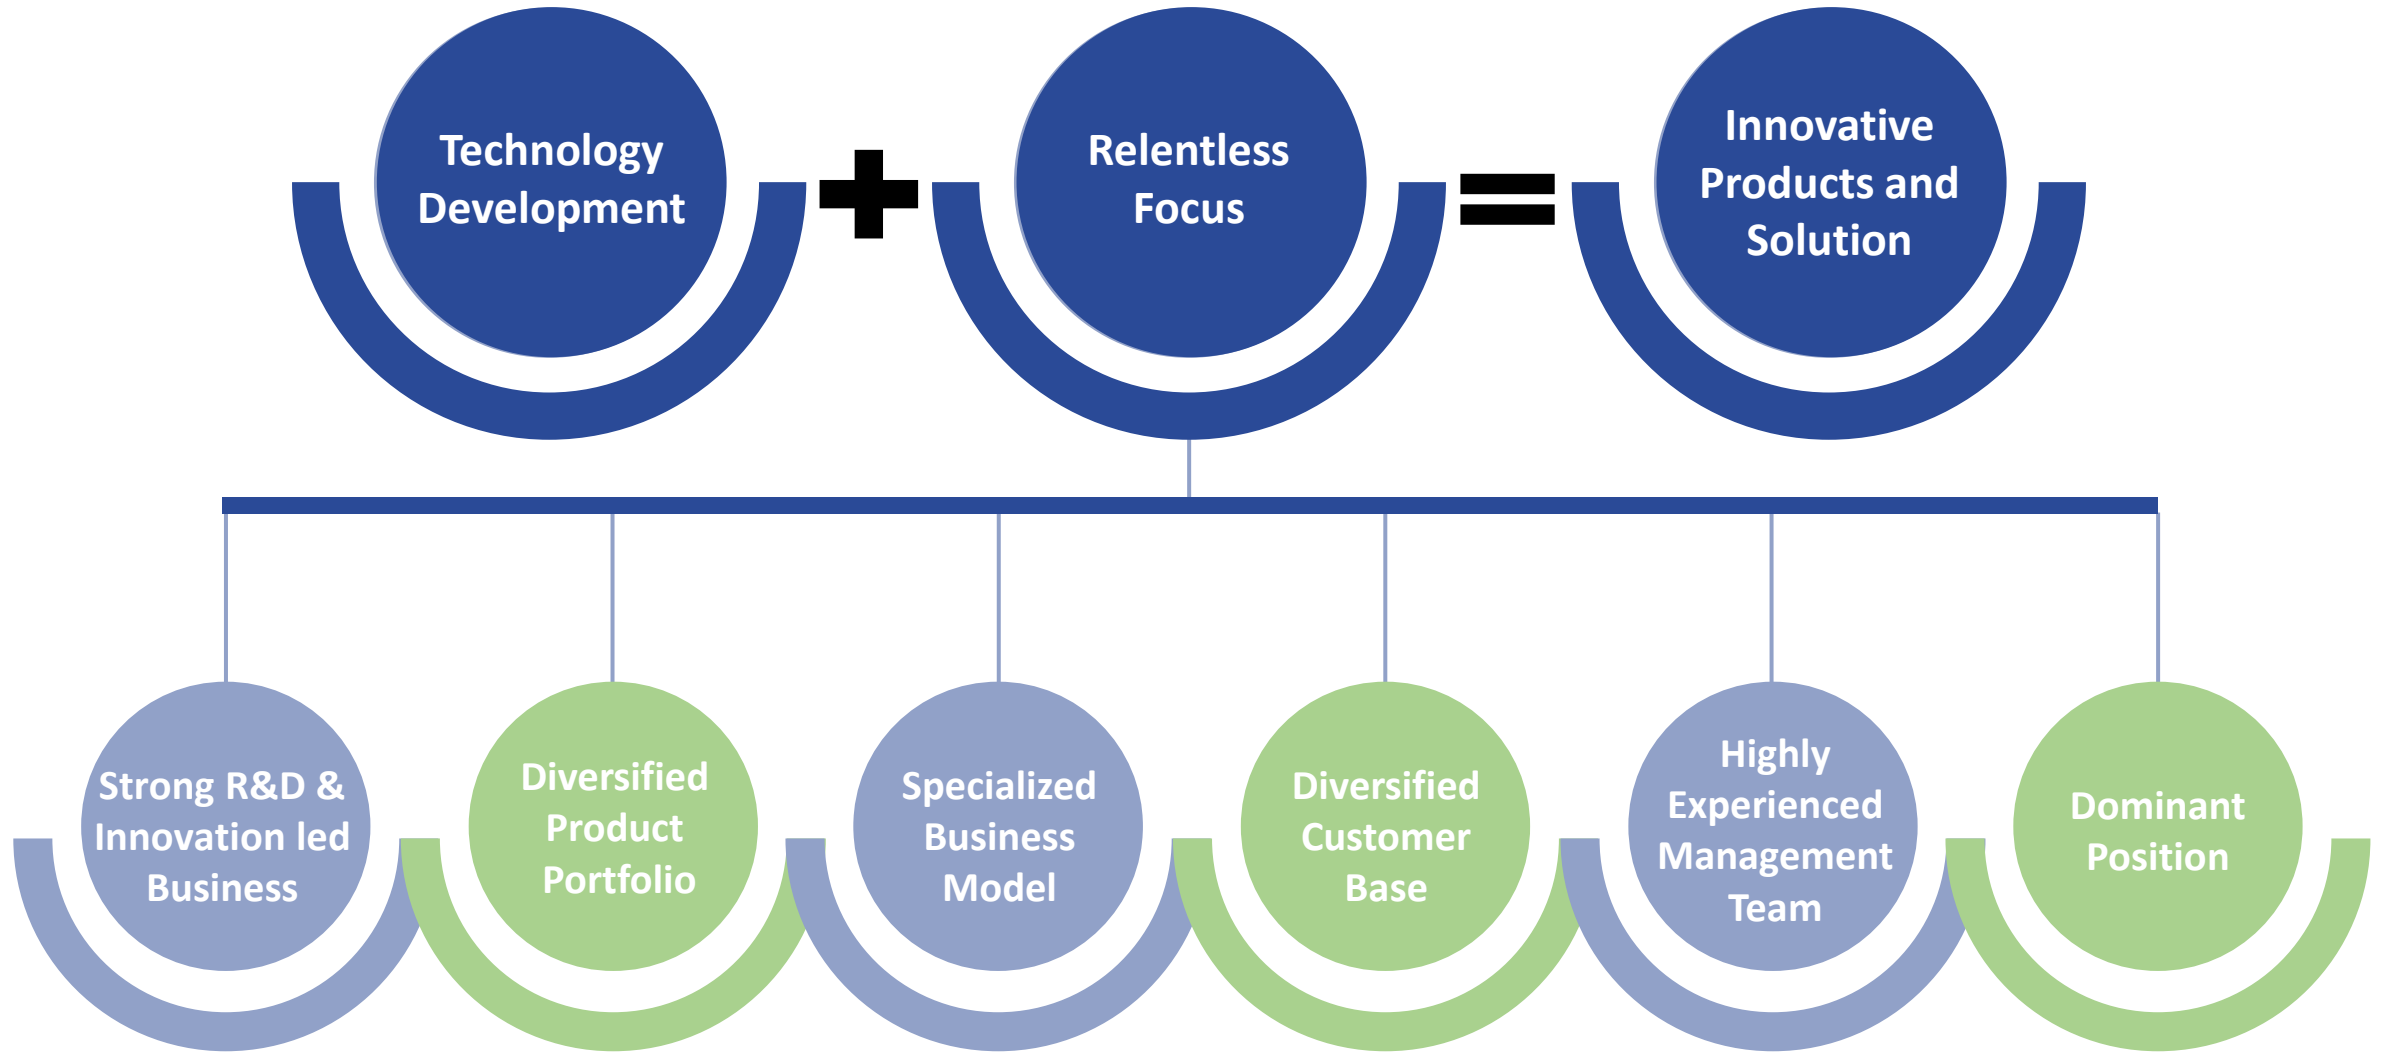 Technology
Development
Relentless
Focus
Innovative
Products and
Solution
Strong R&D &
Innovation led
Business
Diversified
Product
Portfolio
Specialized
Business
Model
Diversified
Customer
Base
Highly
Experienced
Management
Team
Dominant
Position